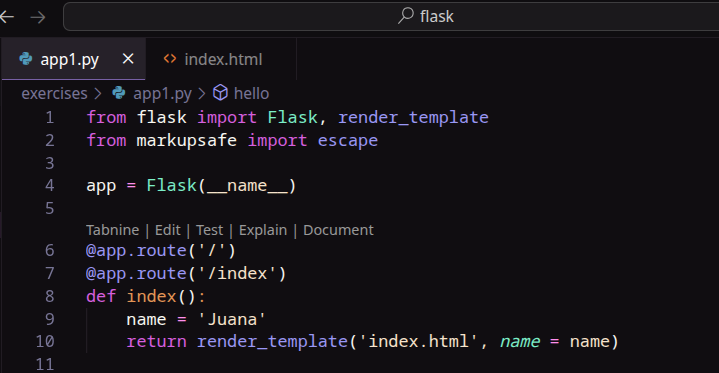 flask
app1.py
index.html
exercises > app1.py > hello
1 from flask import Flask, render_template
2 from markupsafe import escape
3
4 app = Flask(__name__)
5
Tabnine | Edit | Test | Explain | Document
6 @app.route('/')
7 @app.route('/index')
8 def index():
9     name = 'Juana'
10     return render_template('index.html', name = name)
11